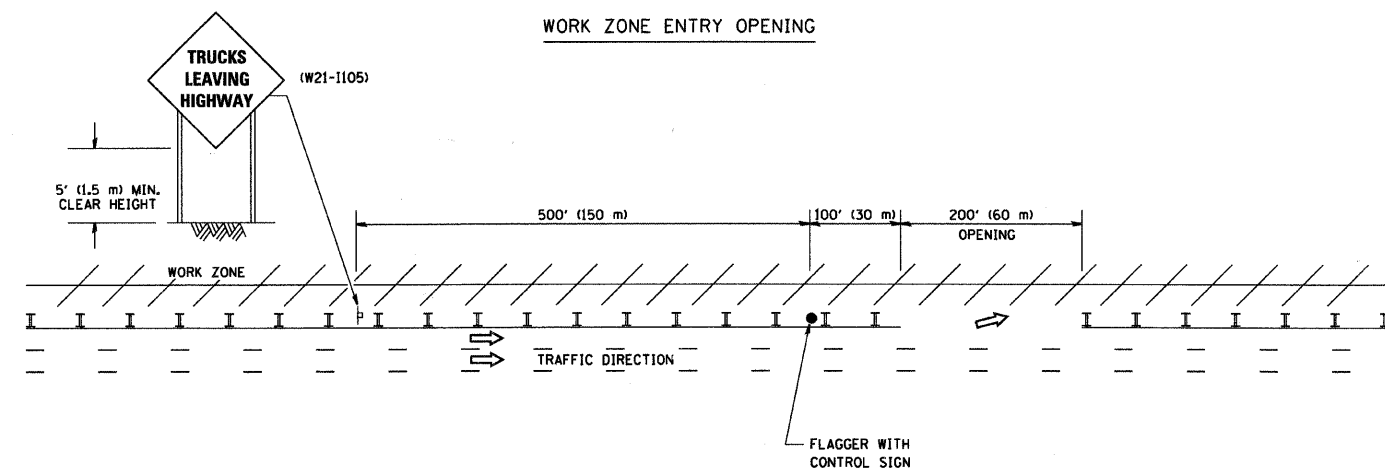 WORK ZONE ENTRY OPENING
TRUCKS
LEAVING
HIGHWAY
(W21-I105)
5' (1.5 m) MIN.
CLEAR HEIGHT
500' (150 m)
100' (30 m)
200' (60 m)
OPENING
WORK ZONE
TRAFFIC DIRECTION
FLAGGER WITH
CONTROL SIGN